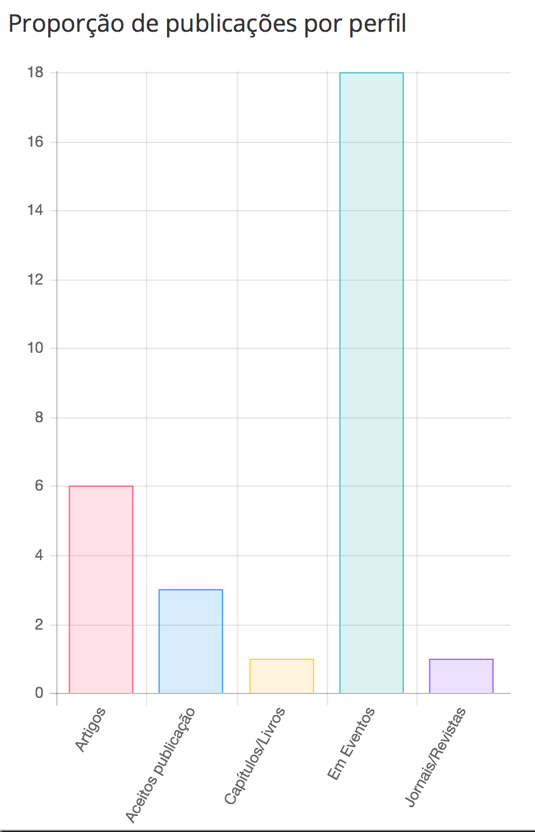 Proporção de publicações por perfil
18
16
14
12
10
8
6
4
2
0
Artigos
Aceitos publicação
Capítulos/Livros
Em Eventos
Jornais/Revistas